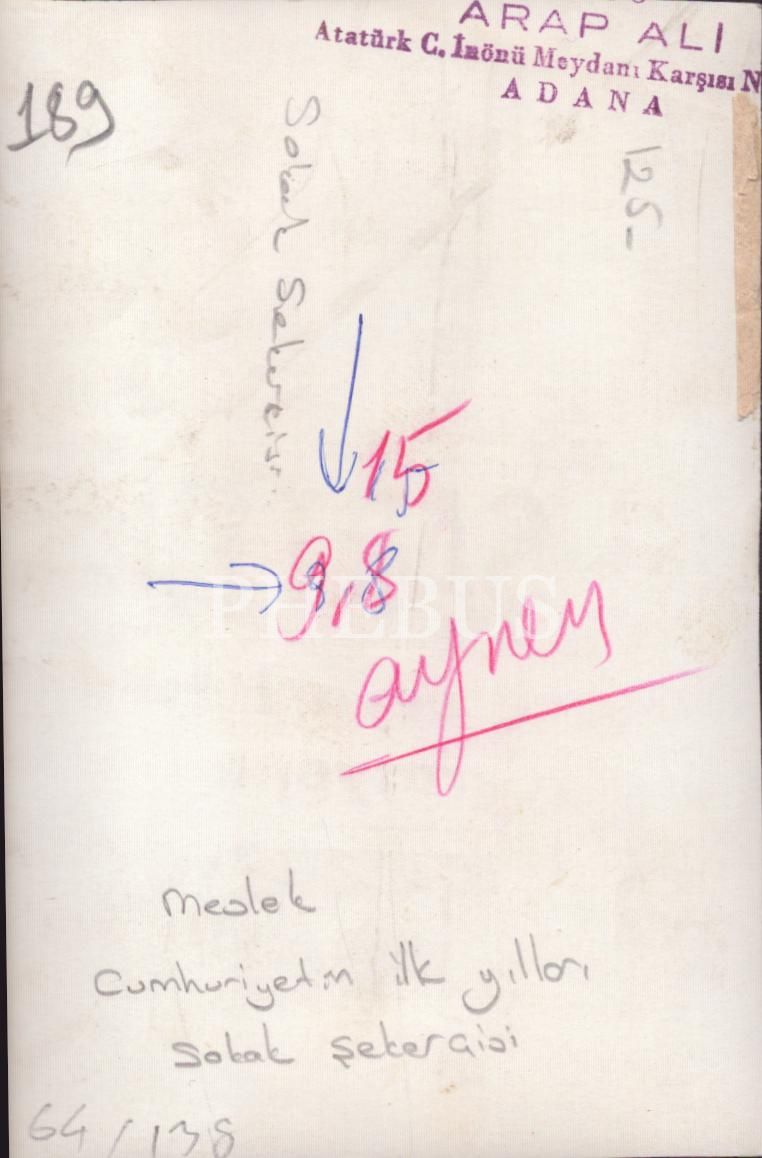 ARAP ALI
Atatürk C. İnönü Meydanı Karşısı N
ADANA
189
125-
Sokak Şekercisi
15
9,8
PHEBUS
aynen
Meslek
Cumhuriyetin ilk yılları
Sokak Şekercisi
64/138